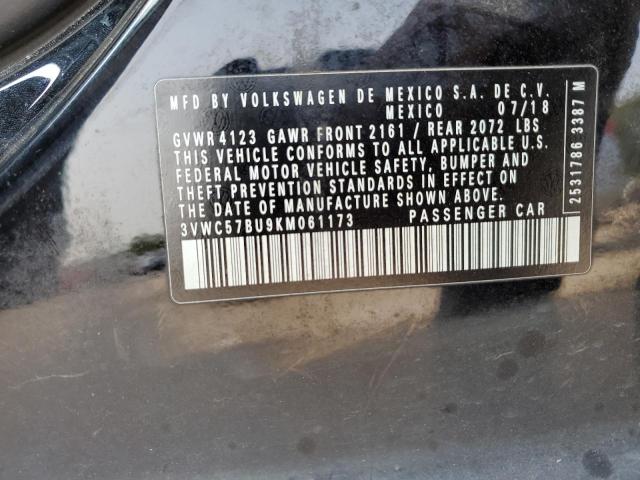 MFD BY VOLKSWAGEN DE MEXICO S.A. DE C.V.
MEXICO 07/18
GVWR 4123 GAWR FRONT 2161 / REAR 2072 LBS
THIS VEHICLE CONFORMS TO ALL APPLICABLE U.S.
FEDERAL MOTOR VEHICLE SAFETY, BUMPER AND
THEFT PREVENTION STANDARDS IN EFFECT ON
THE DATE OF MANUFACTURE SHOWN ABOVE.
3VWC57BU9KM061173 PASSENGER CAR
2531786 3387 M